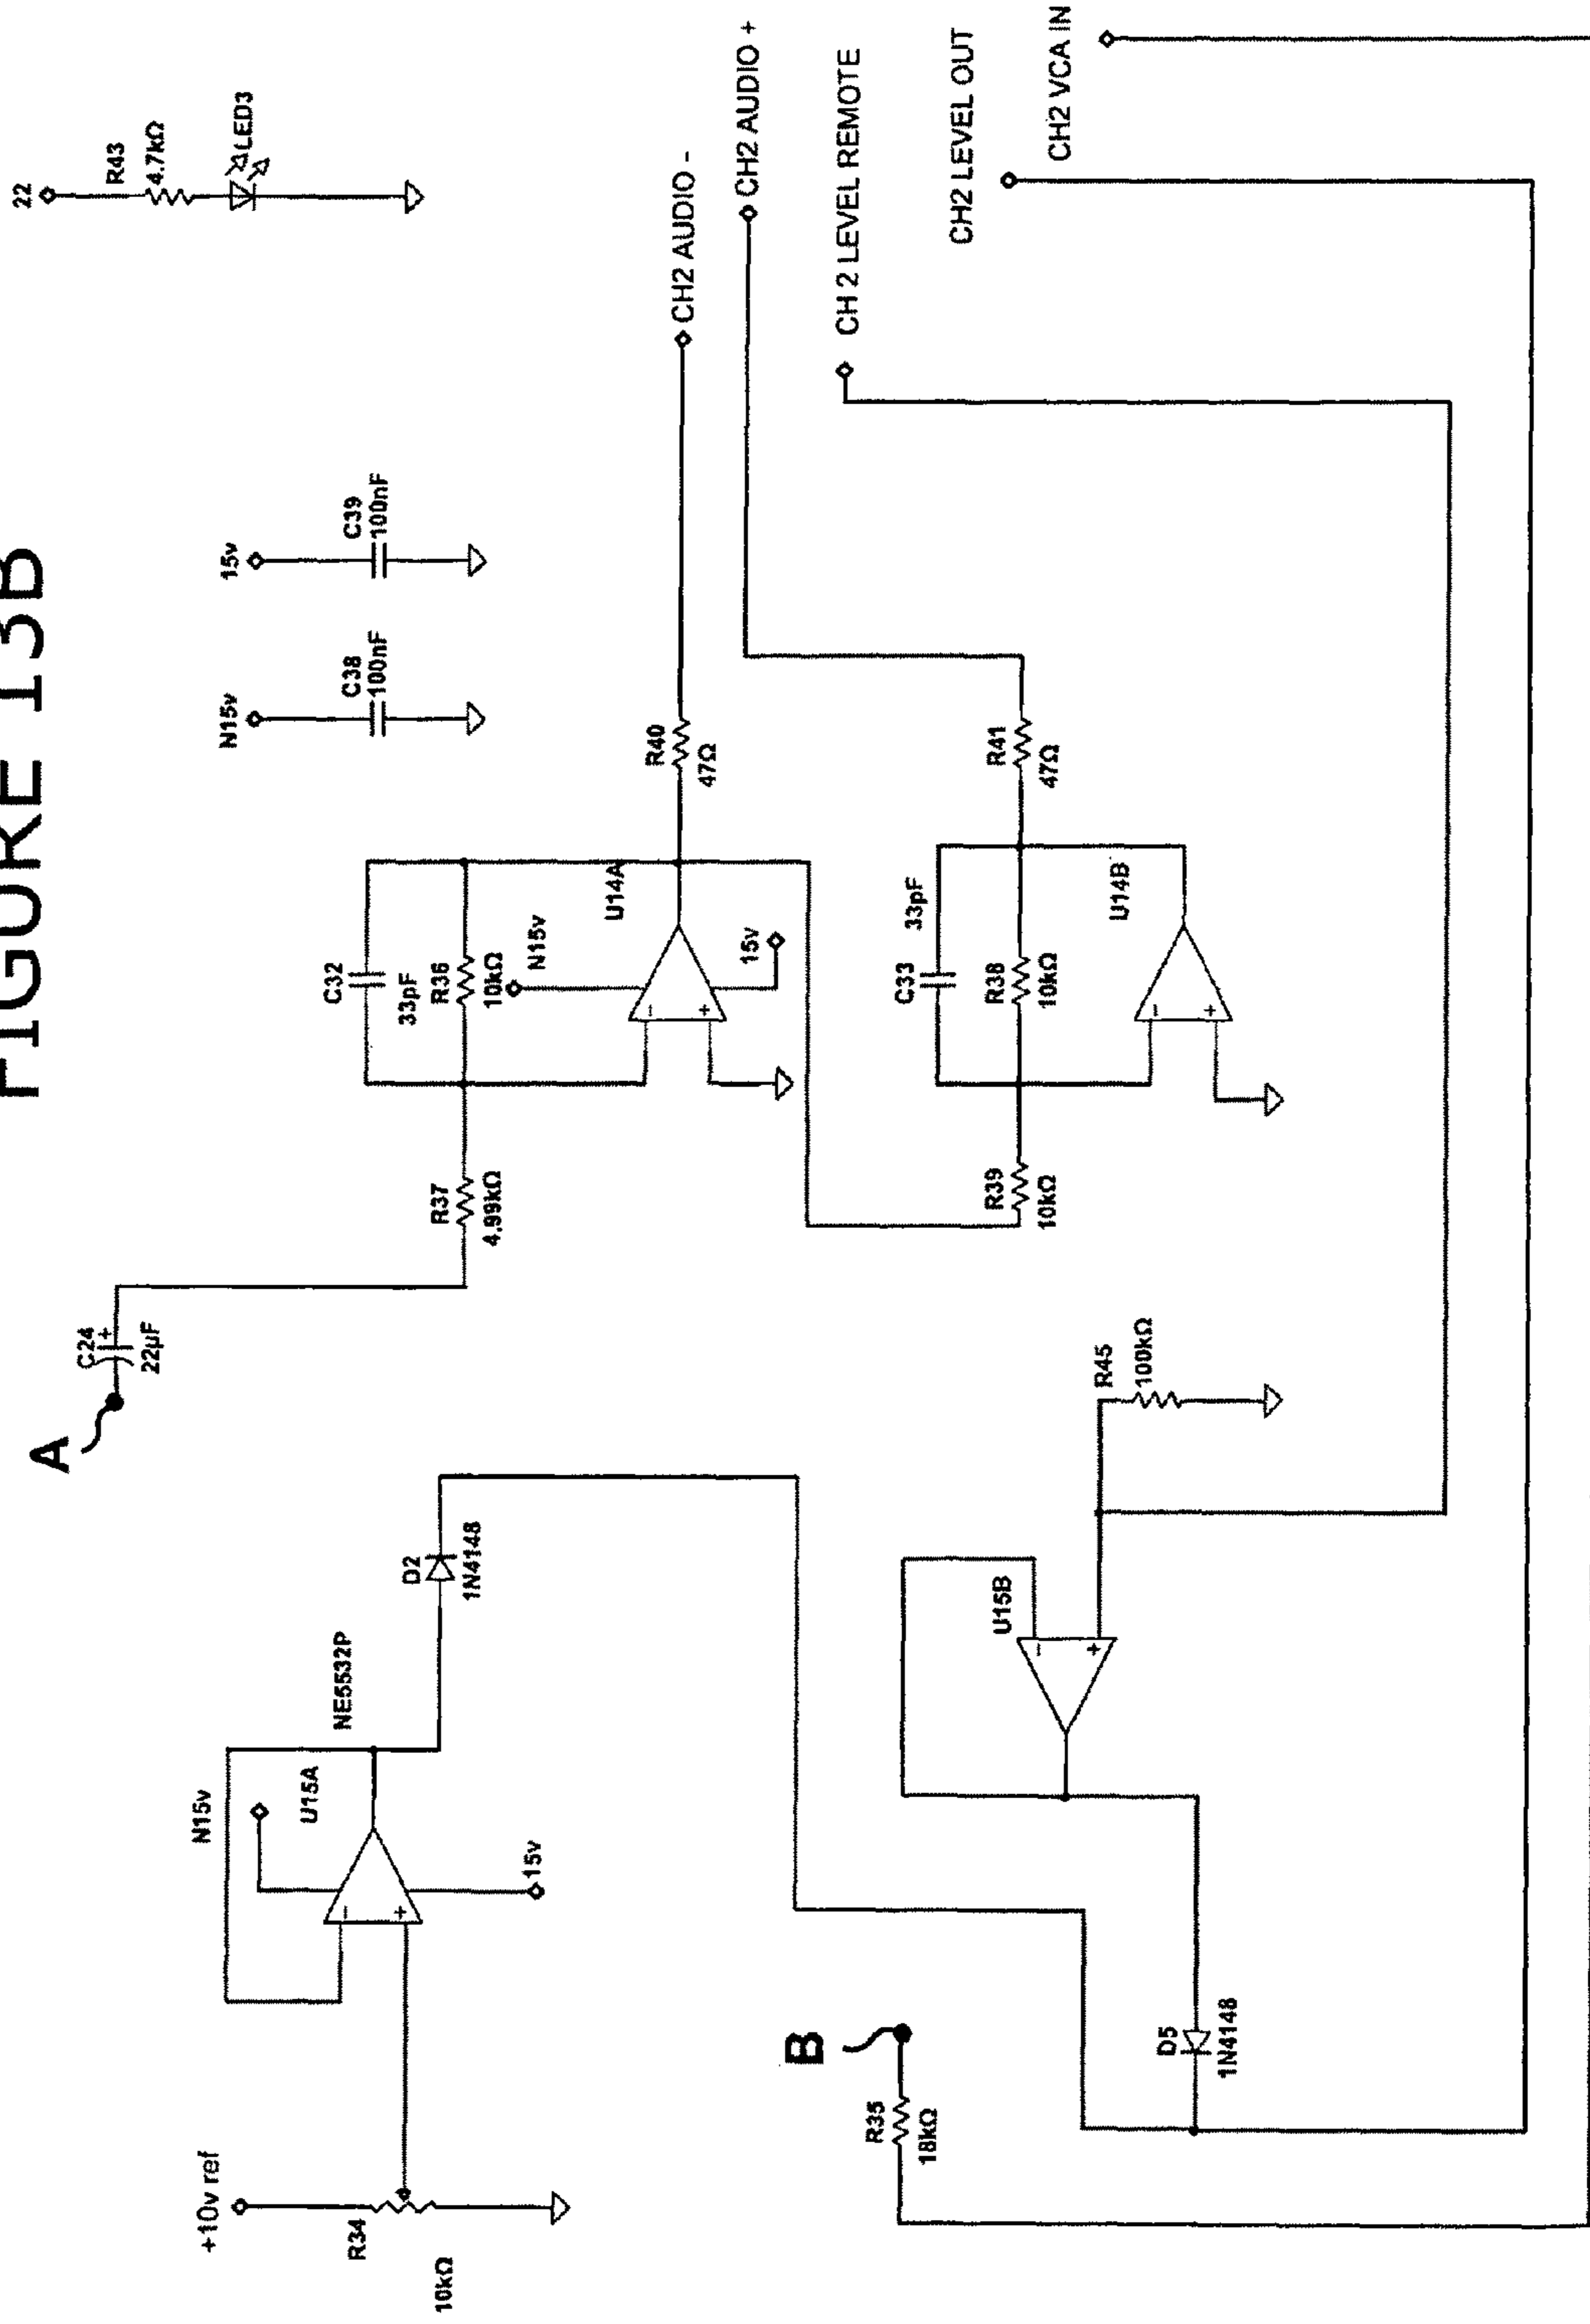 FIGURE 13B
+10v ref
R34
10kΩ
N15v
U15A
NE5532P
15v
D2
1N4148
A
C24
+
22µF
R37
4.99kΩ
C32
33pF
R36
10kΩ
N15v
U14A
15v
-
+
R40
47Ω
N15v
C38
100nF
15v
C39
100nF
22
R43
4.7kΩ
LED3
CH2 AUDIO -
CH2 AUDIO +
CH 2 LEVEL REMOTE
CH2 LEVEL OUT
CH2 VCA IN
R39
10kΩ
C33
33pF
R38
10kΩ
U14B
-
+
R41
47Ω
B
R35
18kΩ
D5
1N4148
U15B
-
+
R45
100kΩ
-
+